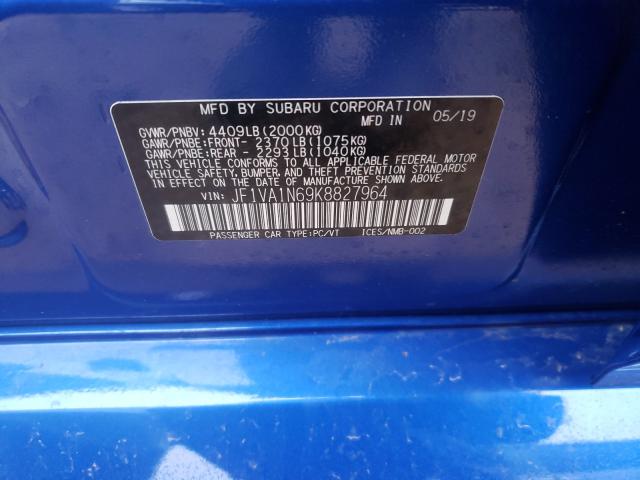 MFD BY SUBARU CORPORATION
MFD IN 05/19
GVWR/PNBV: 4409LB(2000KG)
GAWR/PNBE:FRONT- 2370LB(1075KG)
GAWR/PNBE:REAR - 2293LB(1040KG)
THIS VEHICLE CONFORMS TO ALL APPLICABLE FEDERAL MOTOR
VEHICLE SAFETY, BUMPER, AND THEFT PREVENTION STANDARDS
IN EFFECT ON THE DATE OF MANUFACTURE SHOWN ABOVE.
VIN: JF1VA1N69K8827964
PASSENGER CAR TYPE:PC/VT ICES/NMB-002